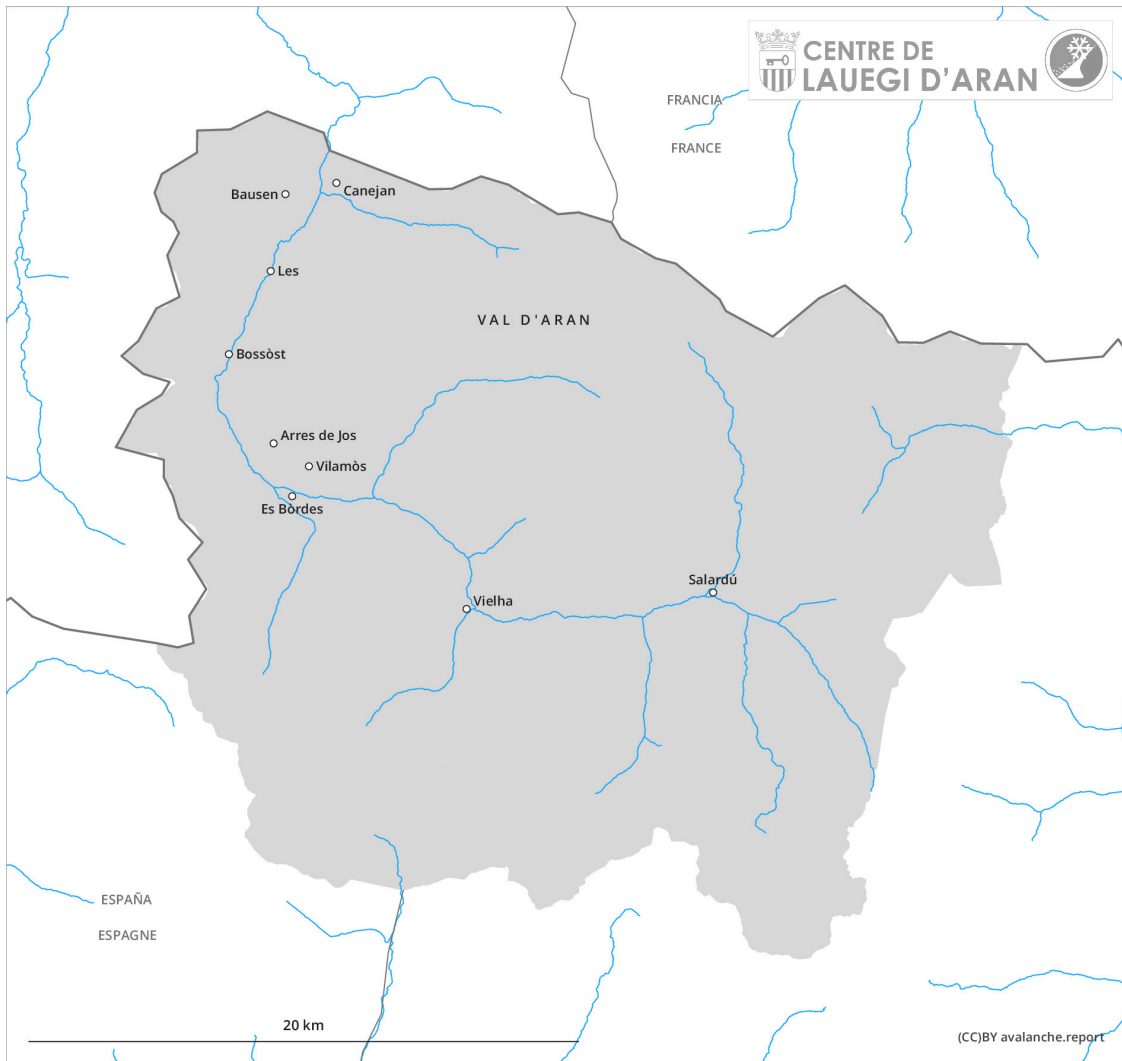 CENTRE DE
LAUEGI D'ARAN
FRANCIA
FRANCE
Bausen
Canejan
Les
VAL D'ARAN
Bossòst
Arres de Jos
Vilamòs
Es Bòrdes
Salardú
Vielha
ESPAÑA
ESPAGNE
20 km
(CC)BY avalanche.report